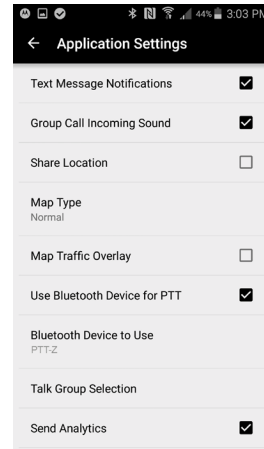 44% 3:03 PM
Application Settings
Text Message Notifications
Group Call Incoming Sound
Share Location
Map Type
Normal
Map Traffic Overlay
Use Bluetooth Device for PTT
Bluetooth Device to Use
PTT-Z
Talk Group Selection
Send Analytics